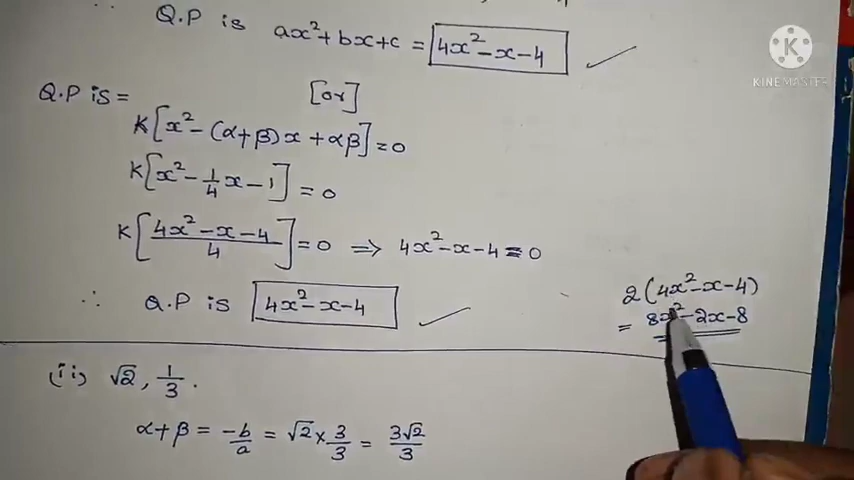 ∴ Q.P is ax²+bx+c = 4x²-x-4 ✓
KINEMASTER
[or]
Q.P is =
K[x²-(α+β)x+αβ]=0
K[x²-1/4x-1]=0
K[4x²-x-4/4]=0 ⇒ 4x²-x-4=0
∴ Q.P is 4x²-x-4 ✓
2(4x²-x-4)
= 8x²-2x-8
(ii) √2, 1/3.
α+β = -b/a = √2×3/3 = 3√2/3